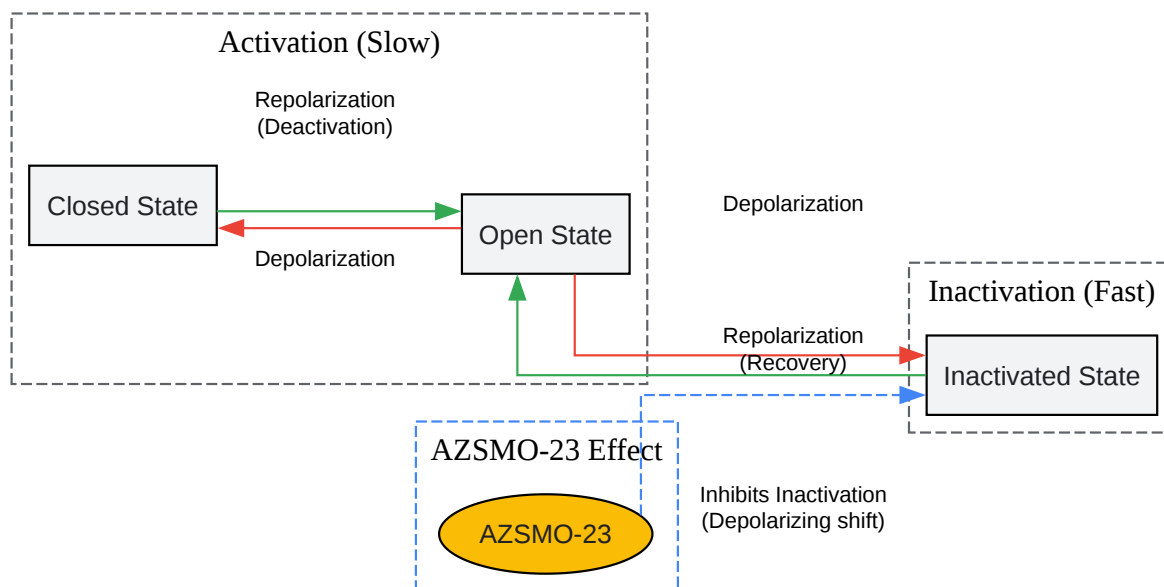 Activation (Slow)
Repolarization
(Deactivation)
Closed State
Open State
Depolarization
Depolarization
Inactivation (Fast)
Repolarization
(Recovery)
Inactivated State
AZSMO-23 Effect
AZSMO-23
Inhibits Inactivation
(Depolarizing shift)